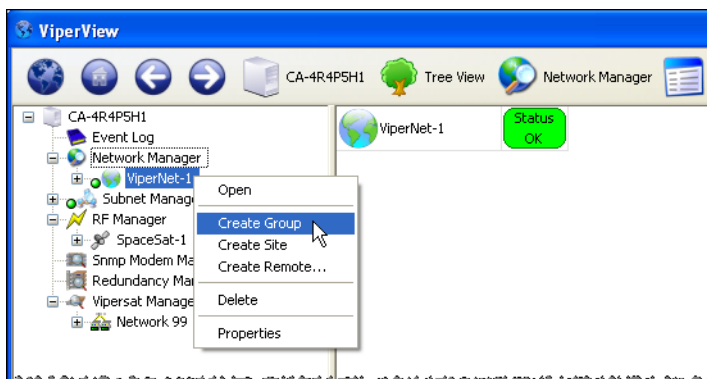 ViperView
CA-4R4P5H1 Tree View Network Manager
CA-4R4P5H1
Event Log
Network Manager
ViperNet-1
Subnet Manag
RF Manager
SpaceSat-1
Snmp Modem Ma
Redundancy Ma
Vipersat Manage
Network 99
Open
Create Group
Create Site
Create Remote...
Delete
Properties
ViperNet-1
Status
OK